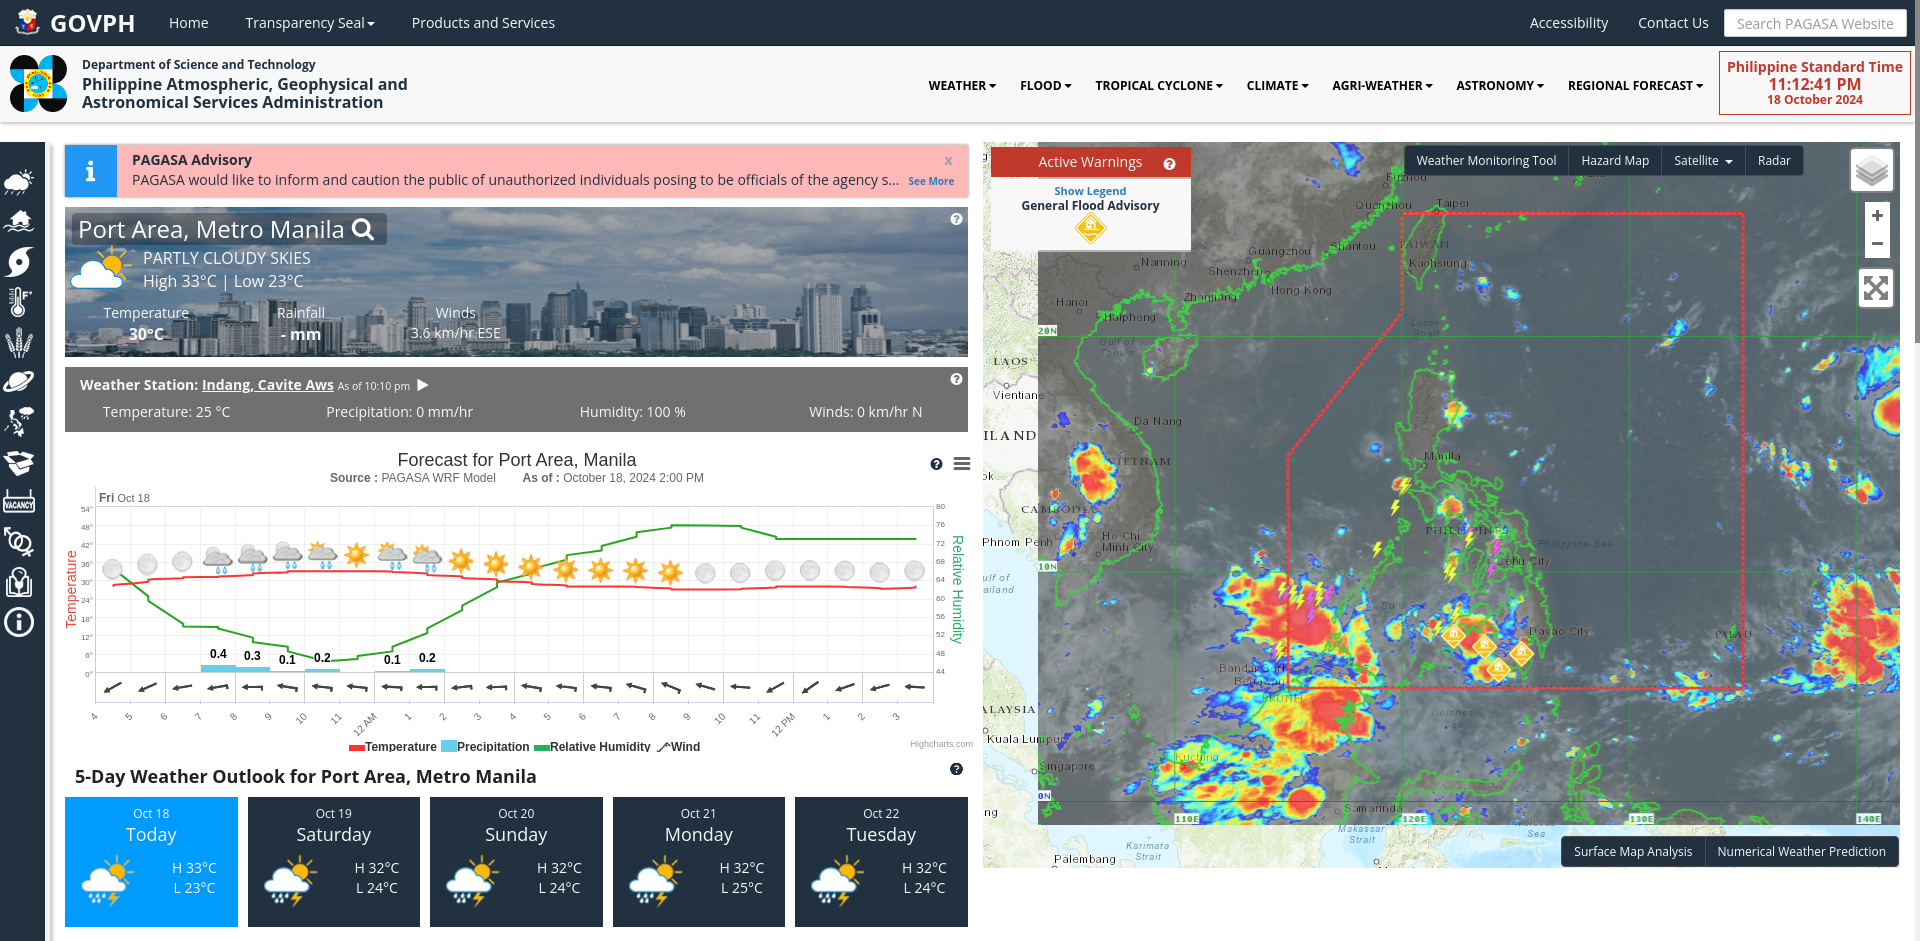 GOVPH
Home
Transparency Seal
Products and Services
Accessibility
Contact Us
Search PAGASA Website
Department of Science and Technology
Philippine Atmospheric, Geophysical and
Astronomical Services Administration
WEATHER
FLOOD
TROPICAL CYCLONE
CLIMATE
AGRI-WEATHER
ASTRONOMY
REGIONAL FORECAST
Philippine Standard Time
11:12:41 PM
18 October 2024
PAGASA Advisory
x
PAGASA would like to inform and caution the public of unauthorized individuals posing to be officials of the agency s...
See More
Port Area, Metro Manila
PARTLY CLOUDY SKIES
High 33°C | Low 23°C
Temperature
Rainfall
Winds
30°C
- mm
3.6 km/hr ESE
Weather Station: Indang, Cavite Aws As of 10:10 pm
Temperature: 25 °C
Precipitation: 0 mm/hr
Humidity: 100 %
Winds: 0 km/hr N
Forecast for Port Area, Manila
Source : PAGASA WRF Model
As of : October 18, 2024 2:00 PM
Fri Oct 18
54°
48°
42°
36°
30°
24°
18°
12°
6°
0°
Temperature
80
76
72
68
64
60
56
52
48
44
Relative Humidity
0.4
0.3
0.1
0.2
0.1
0.2
4
5
6
7
8
9
10
11
12 AM
1
2
3
4
5
6
7
8
9
10
11
12 PM
1
2
3
Temperature
Precipitation
Relative Humidity
Wind
Highcharts.com
5-Day Weather Outlook for Port Area, Metro Manila
Oct 18
Today
H 33°C
L 23°C
Oct 19
Saturday
H 32°C
L 24°C
Oct 20
Sunday
H 32°C
L 24°C
Oct 21
Monday
H 32°C
L 25°C
Oct 22
Tuesday
H 32°C
L 24°C
VACANCY
Active Warnings
Show Legend
General Flood Advisory
Weather Monitoring Tool
Hazard Map
Satellite
Radar
+
−
Fuzhou
Quanzhou
Taipei
TAIWAN
Kaohsiung
Shantou
Guangzhou
Nanning
Shenzhen
Hong Kong
Zhanjiang
Hanoi
Haiphong
Gulf of
Tonkin
20N
Luzon
Strait
LAOS
Vientiane
Da Nang
ILAND
VIETNAM
Manila
ok
CAMBODIA
Phnom Penh
Ho Chi
Minh City
PHILIPPINES
Philippine Sea
Cebu City
10N
ulf of
ailand
Sulu Sea
Davao City
PALAU
Bandar Seri
Begawan
BRUNEI
ALAYSIA
Celebes
Sea
Kuala Lumpur
Kuching
Singapore
0N
ng
Samarinda
110E
120E
130E
140E
Makassar
Strait
Karimata
Strait
Molucca
Sea
Palembang
Surface Map Analysis
Numerical Weather Prediction